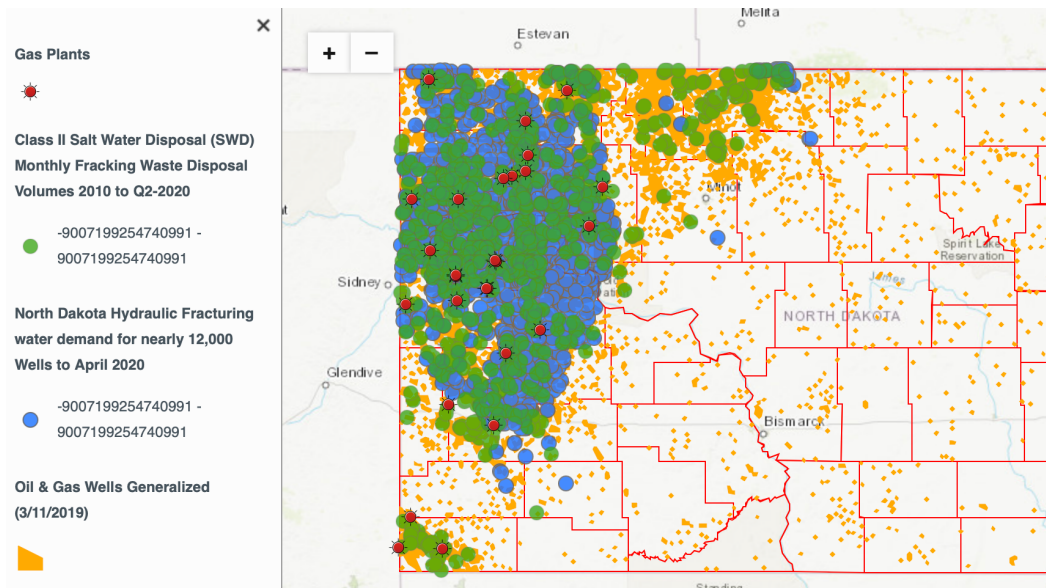 ×
Gas Plants
Class II Salt Water Disposal (SWD)
Monthly Fracking Waste Disposal
Volumes 2010 to Q2-2020
-9007199254740991 -
9007199254740991
North Dakota Hydraulic Fracturing
water demand for nearly 12,000
Wells to April 2020
-9007199254740991 -
9007199254740991
Oil & Gas Wells Generalized
(3/11/2019)
+
−
Melita
Estevan
Minot
Spirit Lake
Reservation
Sidney
James
NORTH DAKOTA
Glendive
Bismarck